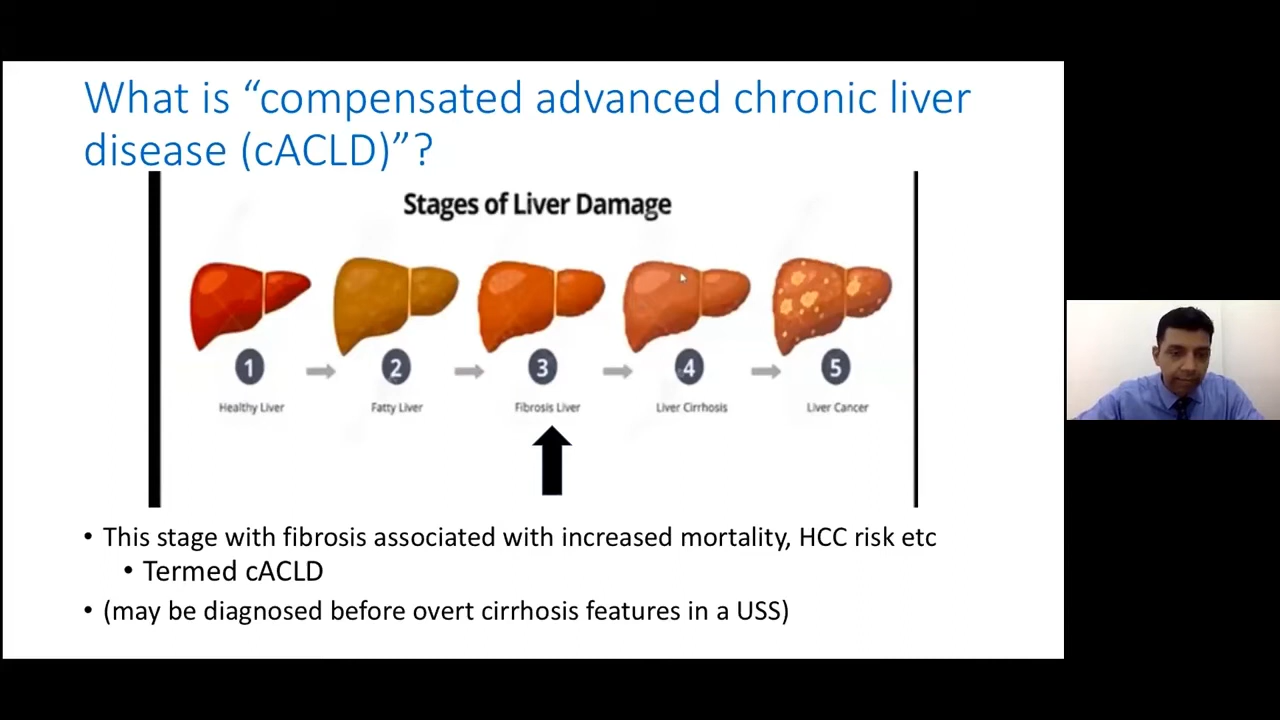 What is “compensated advanced chronic liver
disease (cACLD)”?
Stages of Liver Damage
1 2 3 4 5
Healthy Liver Fatty Liver Fibrosis Liver Liver Cirrhosis Liver Cancer
• This stage with fibrosis associated with increased mortality, HCC risk etc
• Termed cACLD
• (may be diagnosed before overt cirrhosis features in a USS)